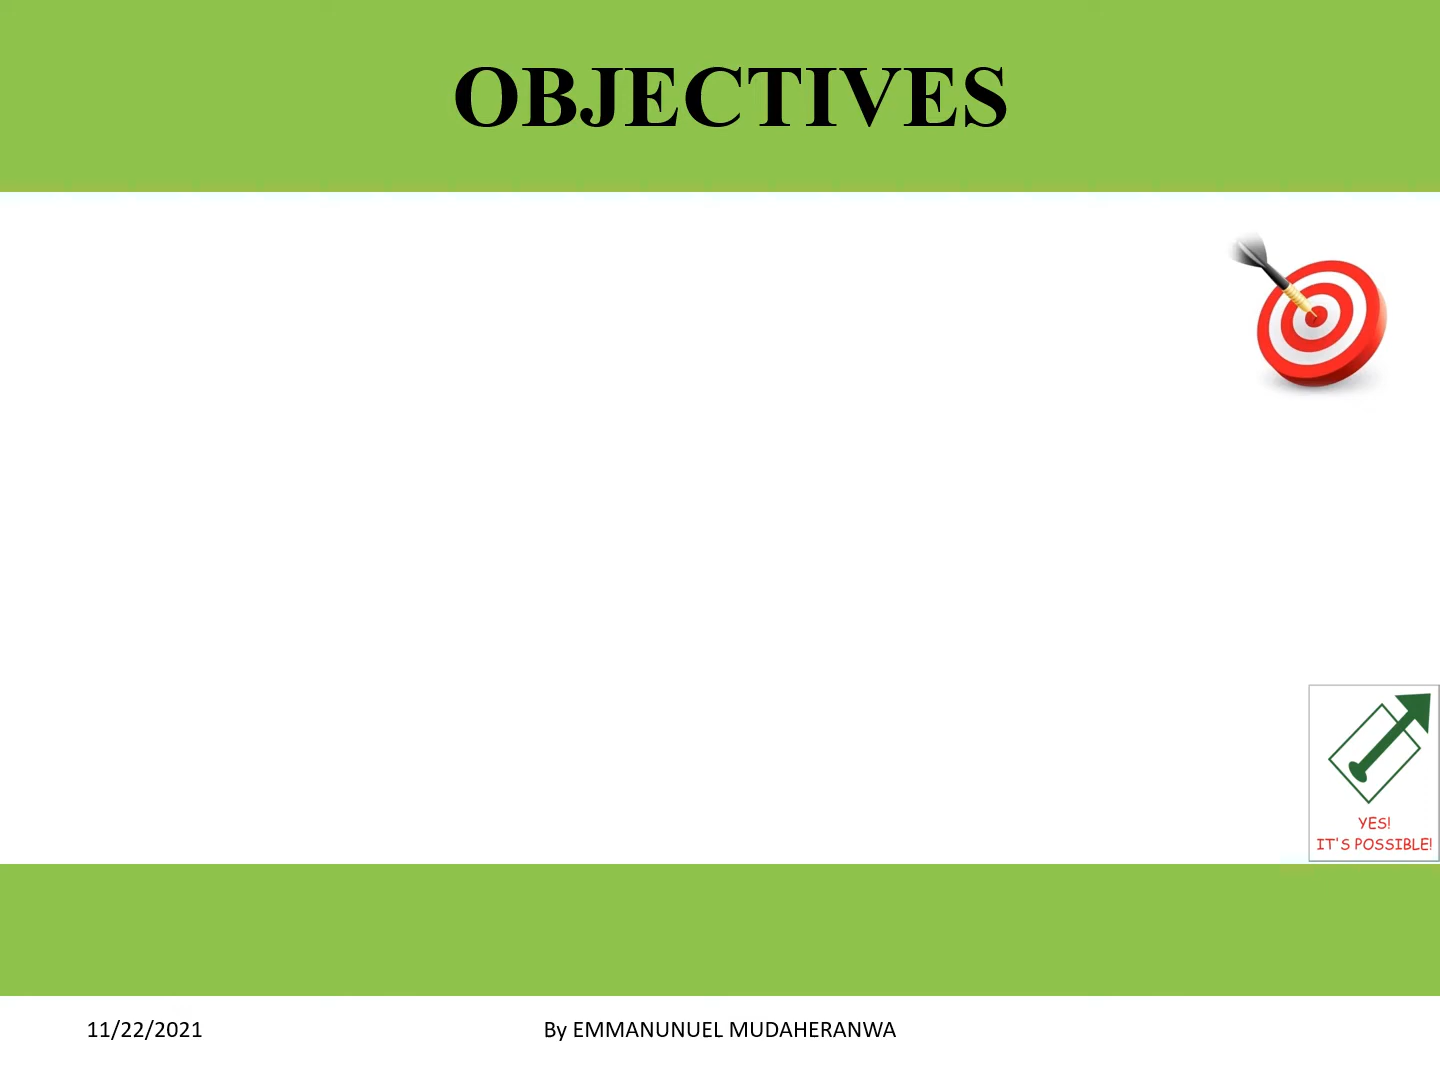 OBJECTIVES
YES!
IT'S POSSIBLE!
11/22/2021
By EMMANUNUEL MUDAHERANWA